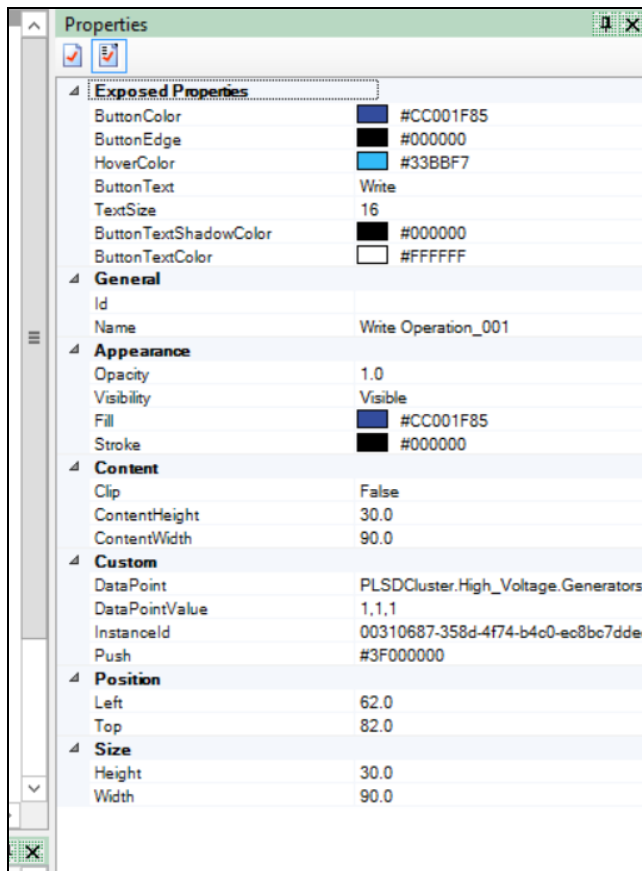 Properties
Exposed Properties
ButtonColor #CC001F85
ButtonEdge #000000
HoverColor #33BBF7
ButtonText Write
TextSize 16
ButtonTextShadowColor #000000
ButtonTextColor #FFFFFF
General
Id
Name Write Operation_001
Appearance
Opacity 1.0
Visibility Visible
Fill #CC001F85
Stroke #000000
Content
Clip False
ContentHeight 30.0
ContentWidth 90.0
Custom
DataPoint PLSDCluster.High_Voltage.Generators
DataPointValue 1,1,1
InstanceId 00310687-358d-4f74-b4c0-ec8bc7dde
Push #3F000000
Position
Left 62.0
Top 82.0
Size
Height 30.0
Width 90.0